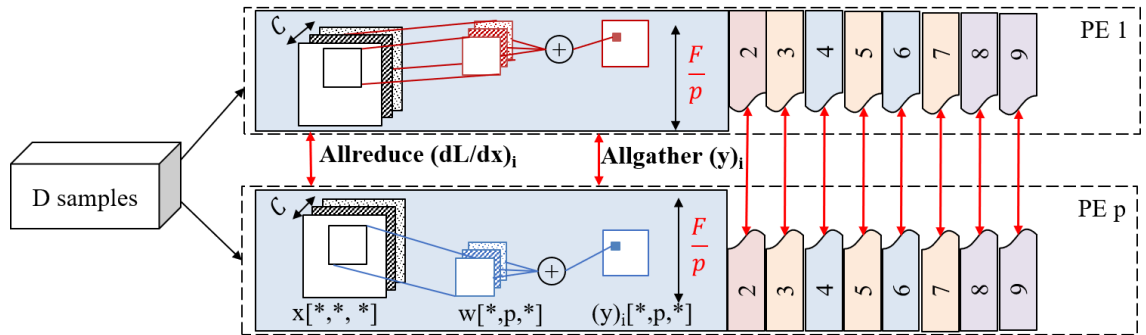 C
F
p
2 3 4 5 6 7 8 9
PE 1
D samples
Allreduce (dL/dx)i
Allgather (y)i
C
F
p
2 3 4 5 6 7 8 9
PE p
x[*,*, *]
w[*,p,*]
(y)i[*,p,*]